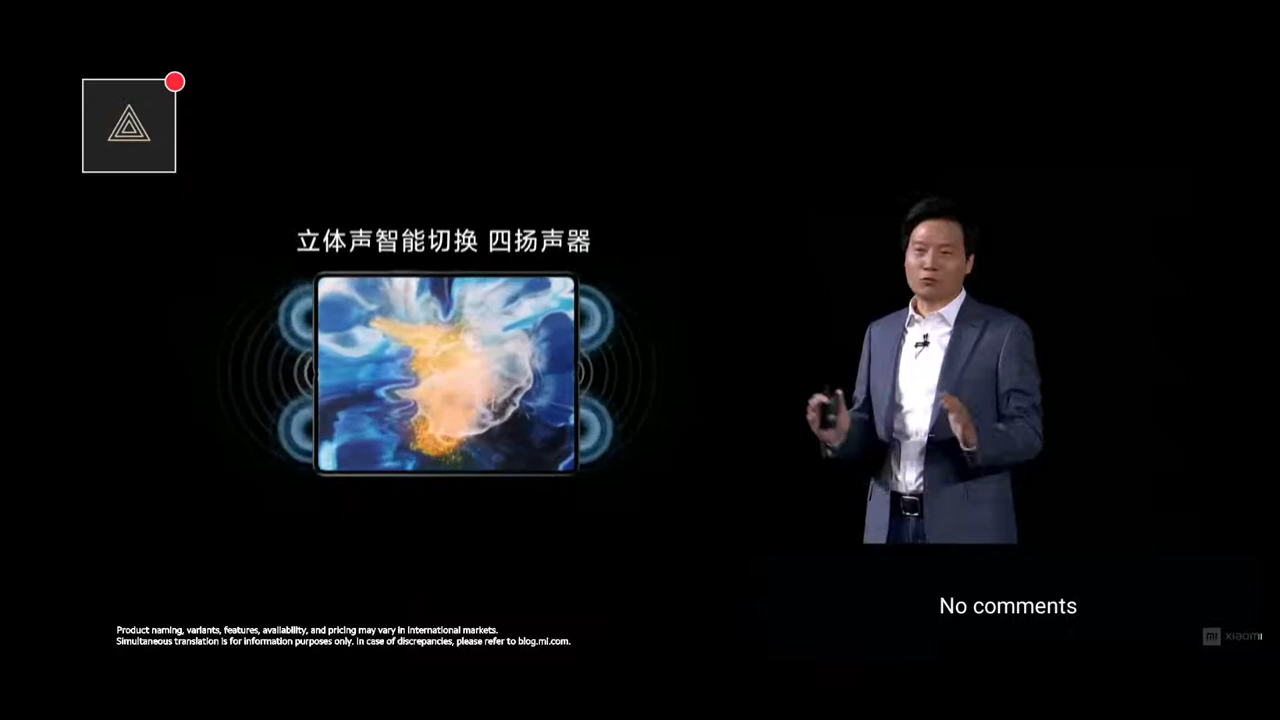 立体声智能切换 四扬声器
No comments
Product naming, variants, features, availability, and pricing may vary in international markets.
Simultaneous translation is for information purposes only. In case of discrepancies, please refer to blog.mi.com.
mi xiaomi